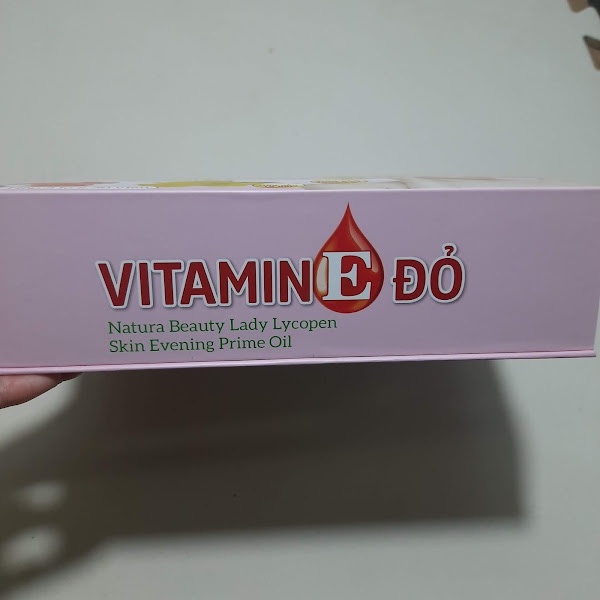 VITAMIN E ĐỎ
Natura Beauty Lady Lycopen
Skin Evening Prime Oil